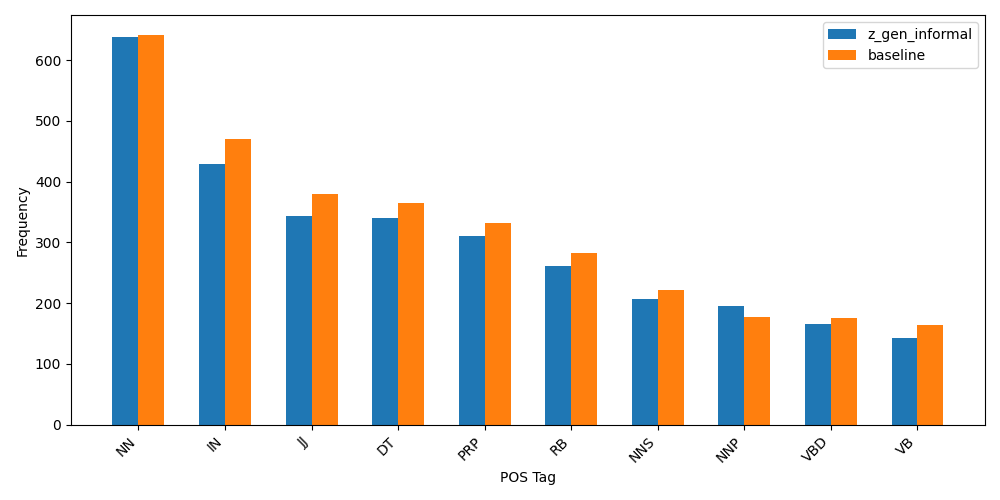 z_gen_informal
baseline
Frequency
600
500
400
300
200
100
0
NN
IN
JJ
DT
PRP
RB
NNS
NNP
VBD
VB
POS Tag